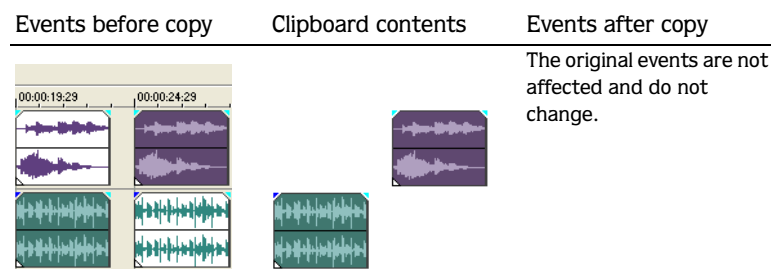 Events before copy Clipboard contents Events after copy
The original events are not
affected and do not
change.
00:00:19:29 00:00:24:29